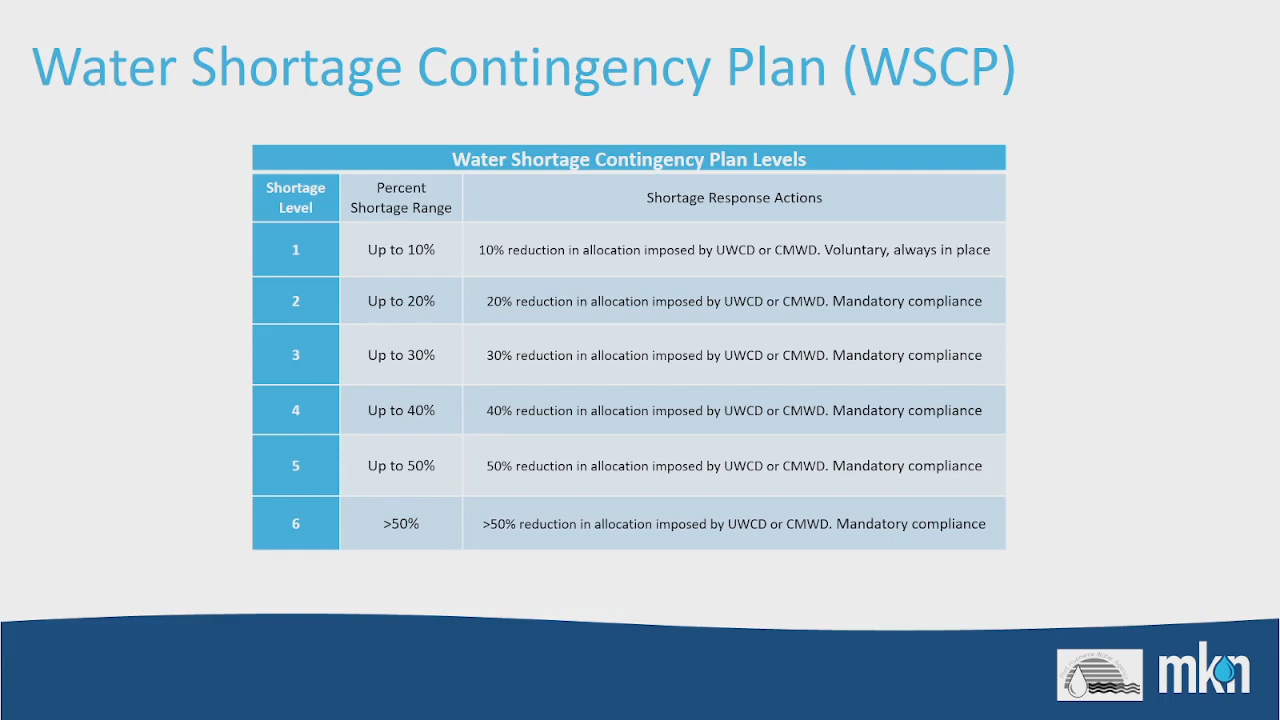 Water Shortage Contingency Plan (WSCP)
Water Shortage Contingency Plan Levels
Shortage Level
Percent Shortage Range
Shortage Response Actions
1
Up to 10%
10% reduction in allocation imposed by UWCD or CMWD. Voluntary, always in place
2
Up to 20%
20% reduction in allocation imposed by UWCD or CMWD. Mandatory compliance
3
Up to 30%
30% reduction in allocation imposed by UWCD or CMWD. Mandatory compliance
4
Up to 40%
40% reduction in allocation imposed by UWCD or CMWD. Mandatory compliance
5
Up to 50%
50% reduction in allocation imposed by UWCD or CMWD. Mandatory compliance
6
>50%
>50% reduction in allocation imposed by UWCD or CMWD. Mandatory compliance
mkn